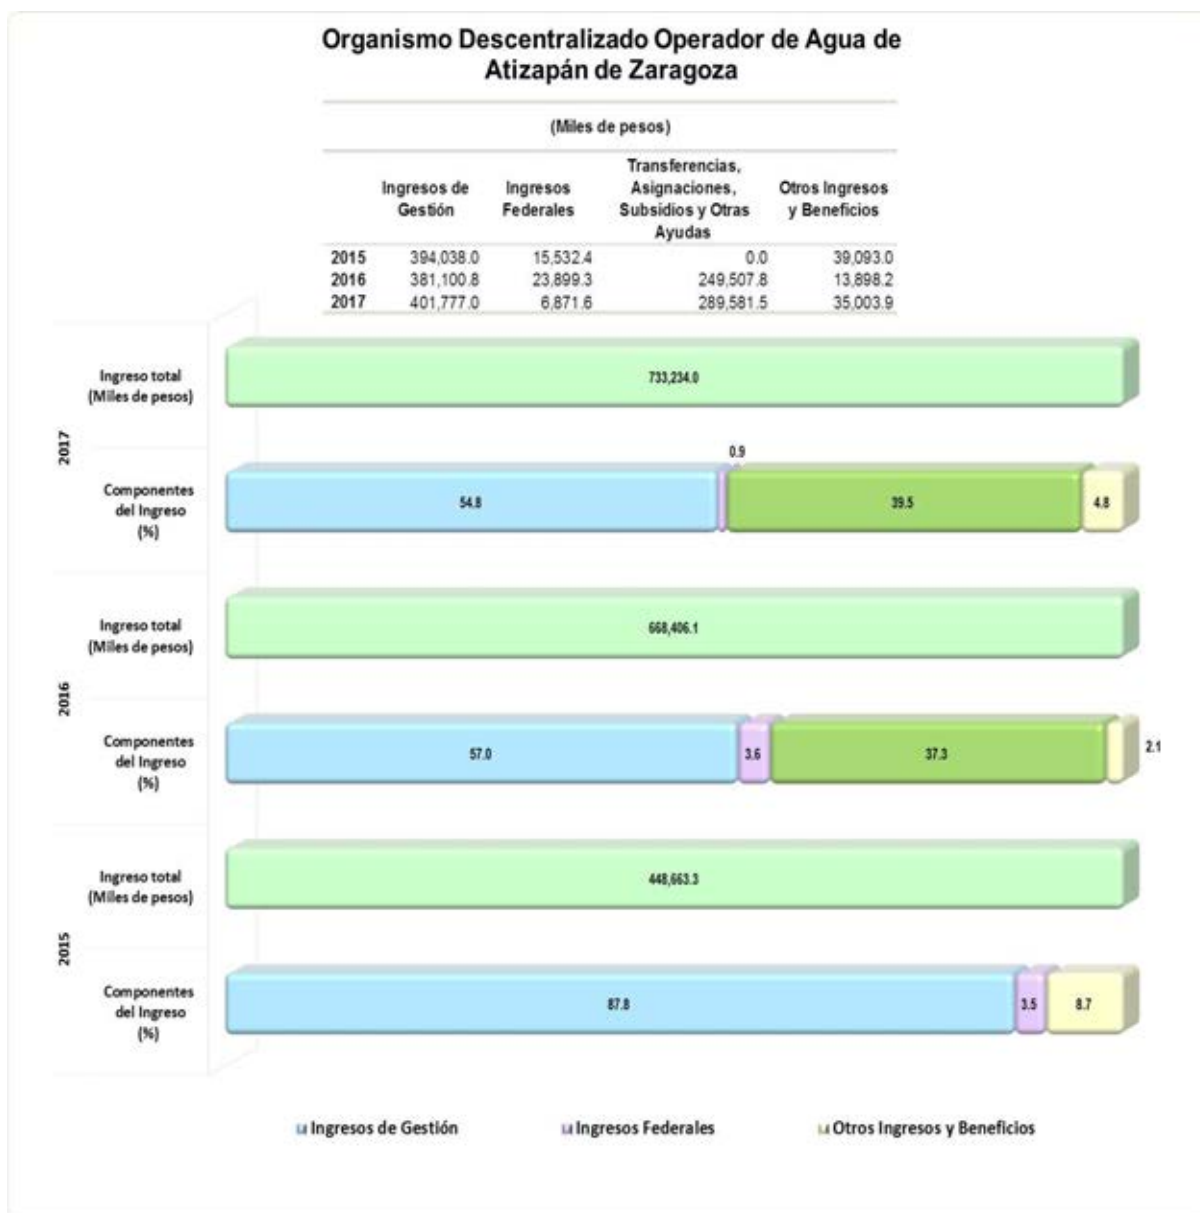 Organismo Descentralizado Operador de Agua de
Atizapán de Zaragoza
(Miles de pesos)
Ingresos de
Gestión
Ingresos
Federales
Transferencias,
Asignaciones,
Subsidios y Otras
Ayudas
Otros Ingresos
y Beneficios
2015 394,038.0 15,532.4 0.0 39,093.0
2016 381,100.8 23,899.3 249,507.8 13,898.2
2017 401,777.0 6,871.6 289,581.5 35,003.9
2017
Ingreso total
(Miles de pesos)
733,234.0
Componentes
del Ingreso
(%)
54.8
0.9
39.5
4.8
2016
Ingreso total
(Miles de pesos)
668,406.1
Componentes
del Ingreso
(%)
57.0
3.6
37.3
2.1
2015
Ingreso total
(Miles de pesos)
448,663.3
Componentes
del Ingreso
(%)
87.8
3.5
8.7
Ingresos de Gestión
Ingresos Federales
Otros Ingresos y Beneficios